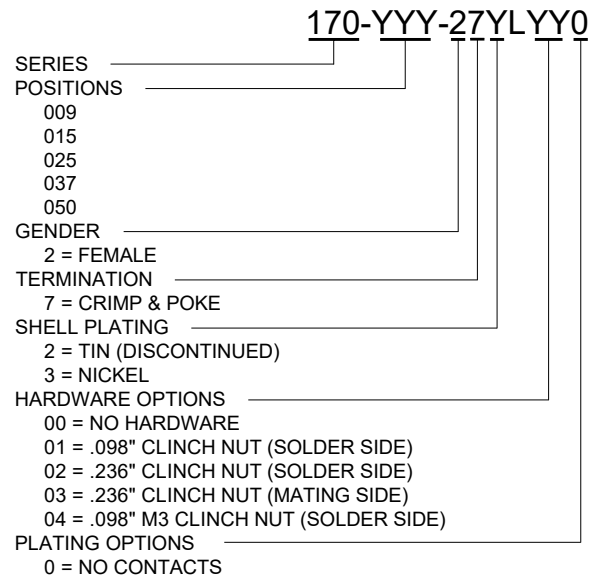 170-YYY-27YLYY0
SERIES
POSITIONS
009
015
025
037
050
GENDER
2 = FEMALE
TERMINATION
7 = CRIMP & POKE
SHELL PLATING
2 = TIN (DISCONTINUED)
3 = NICKEL
HARDWARE OPTIONS
00 = NO HARDWARE
01 = .098" CLINCH NUT (SOLDER SIDE)
02 = .236" CLINCH NUT (SOLDER SIDE)
03 = .236" CLINCH NUT (MATING SIDE)
04 = .098" M3 CLINCH NUT (SOLDER SIDE)
PLATING OPTIONS
0 = NO CONTACTS